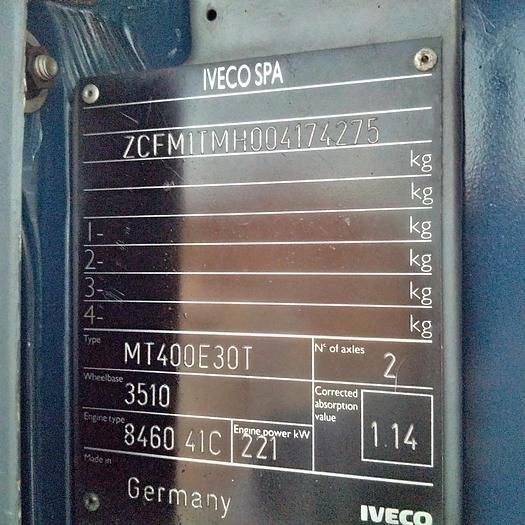 IVECO SPA
ZCFM1TMH004174275
kg
kg
1- kg
2- kg
3- kg
4- kg
Type MT400E30T N° of axles 2
Wheelbase 3510 Corrected absorption value 1.14
Engine type 8460 41C Engine power kW 221
Made in Germany
IVECO